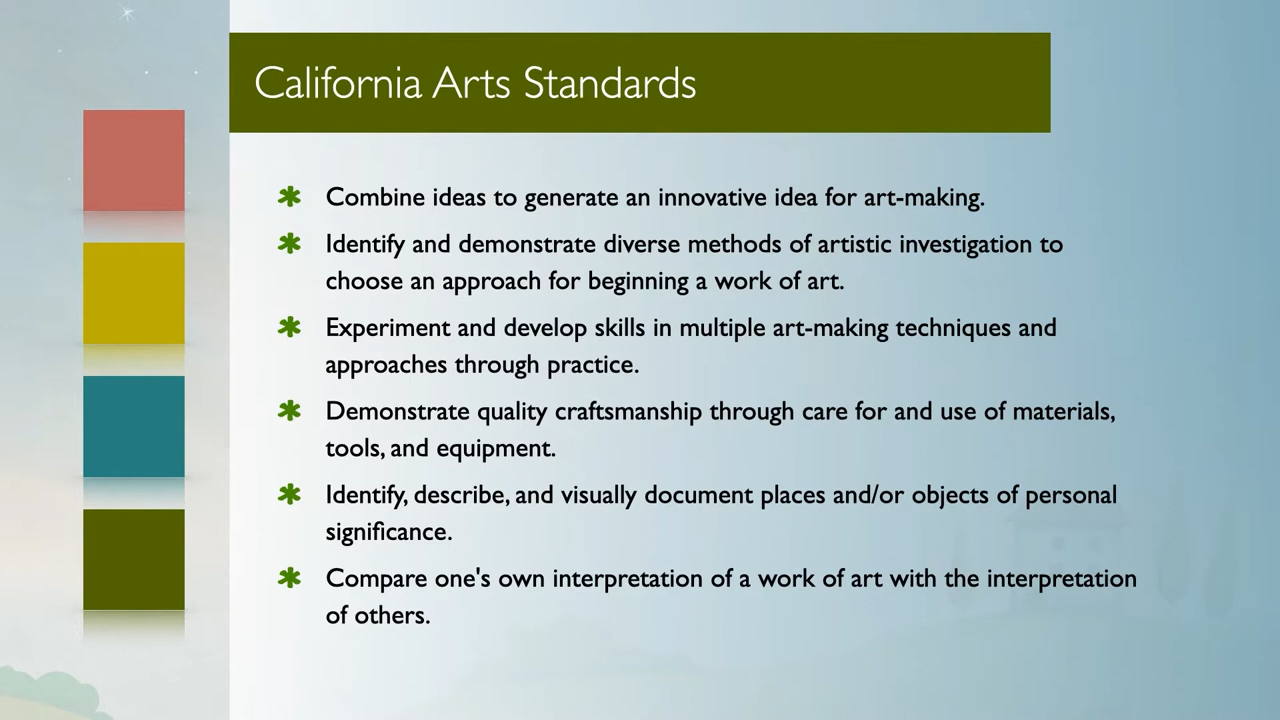 California Arts Standards
Combine ideas to generate an innovative idea for art-making.
Identify and demonstrate diverse methods of artistic investigation to
choose an approach for beginning a work of art.
Experiment and develop skills in multiple art-making techniques and
approaches through practice.
Demonstrate quality craftsmanship through care for and use of materials,
tools, and equipment.
Identify, describe, and visually document places and/or objects of personal
significance.
Compare one's own interpretation of a work of art with the interpretation
of others.